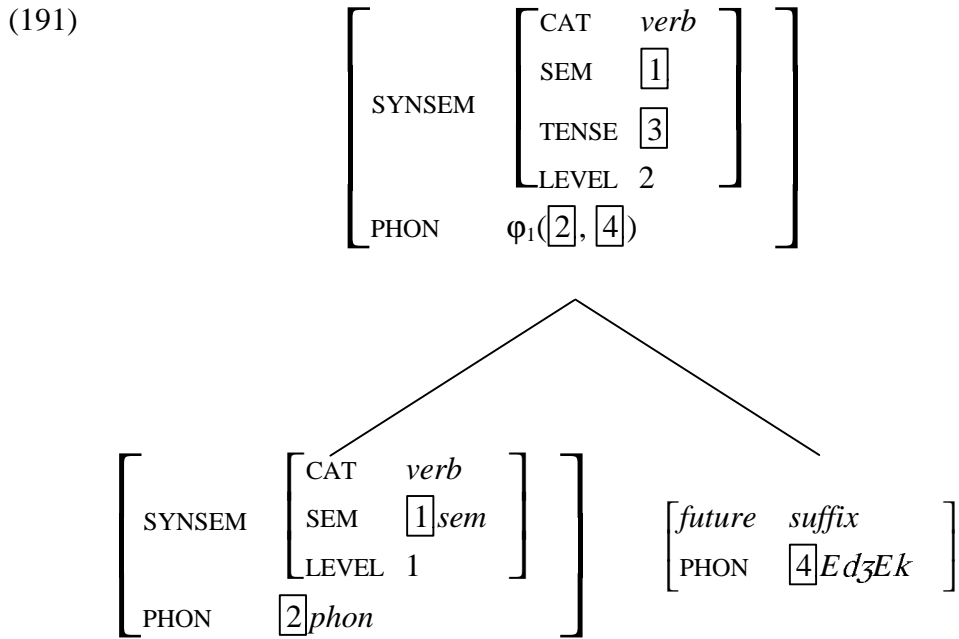 (191)
CAT verb
SEM 1
SYNSEM
TENSE 3
LEVEL 2
PHON φ₁(2, 4)
CAT verb
SYNSEM SEM 1 sem
LEVEL 1
PHON 2 phon
future suffix
PHON 4 EdʒEk